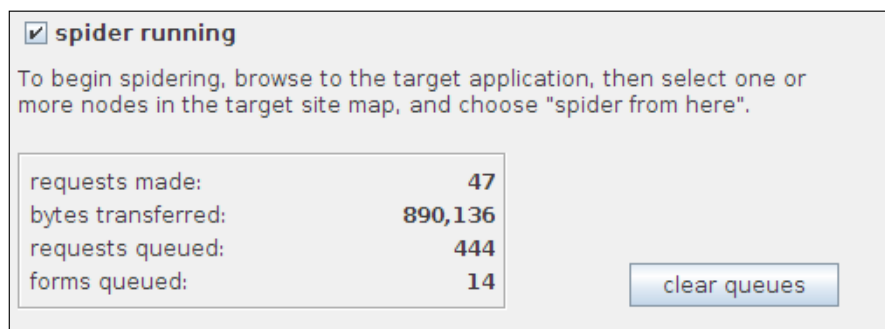 spider running
To begin spidering, browse to the target application, then select one or
more nodes in the target site map, and choose "spider from here".
requests made: 47
bytes transferred: 890,136
requests queued: 444
forms queued: 14
clear queues